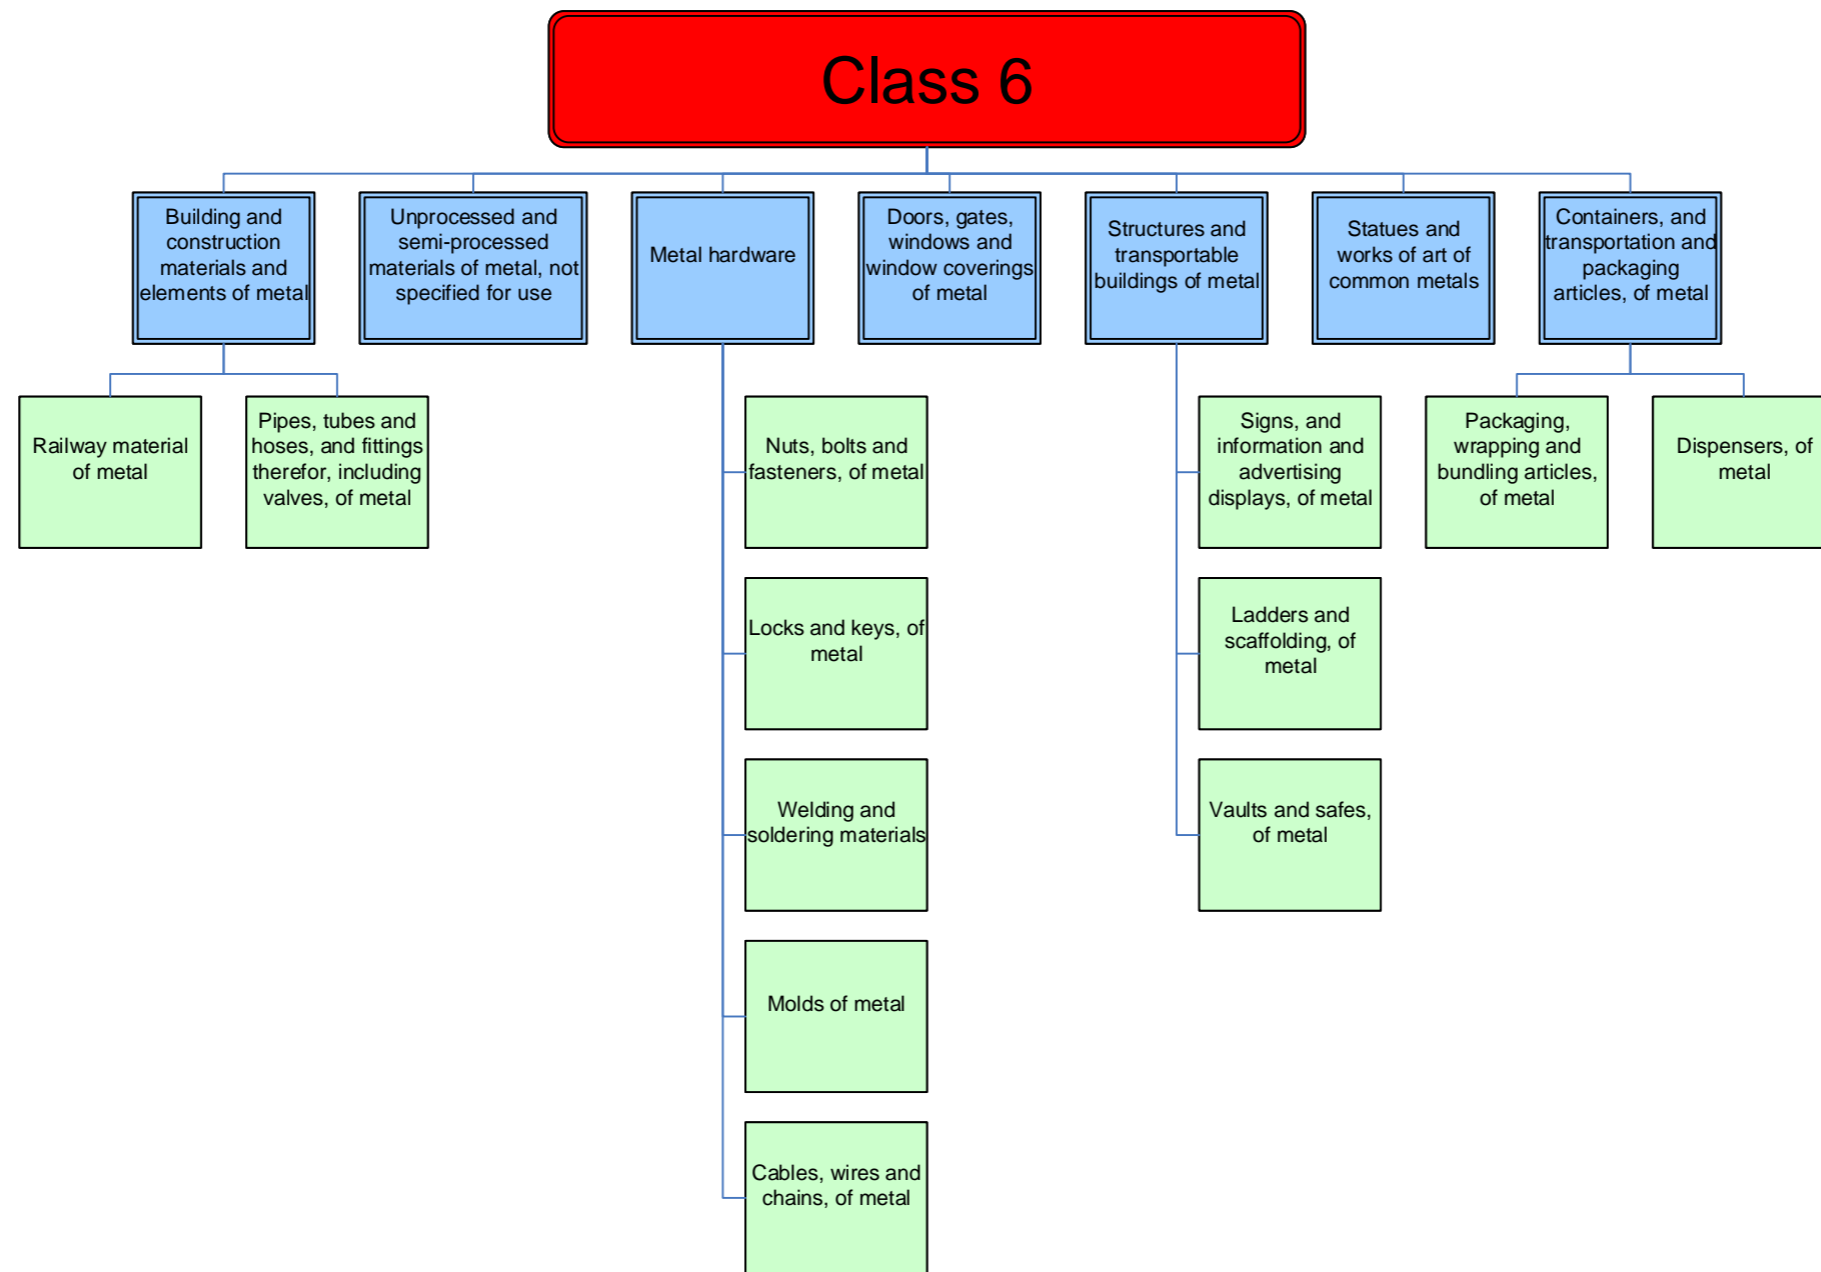 Class 6
Building and
construction
materials and
elements of metal
Unprocessed and
semi-processed
materials of metal, not
specified for use
Metal hardware
Doors, gates,
windows and
window coverings
of metal
Structures and
transportable
buildings of metal
Statues and
works of art of
common metals
Containers, and
transportation and
packaging
articles, of metal
Railway material
of metal
Pipes, tubes and
hoses, and fittings
therefor, including
valves, of metal
Nuts, bolts and
fasteners, of metal
Signs, and
information and
advertising
displays, of metal
Packaging,
wrapping and
bundling articles,
of metal
Dispensers, of
metal
Locks and keys, of
metal
Ladders and
scaffolding, of
metal
Welding and
soldering materials
Vaults and safes,
of metal
Molds of metal
Cables, wires and
chains, of metal